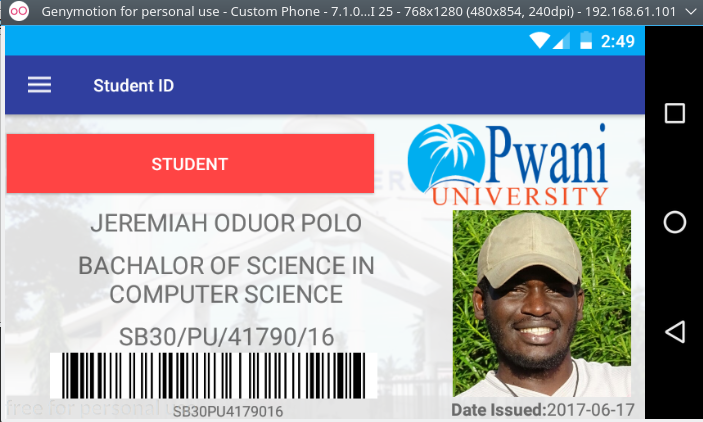 Genymotion for personal use - Custom Phone - 7.1.0...I 25 - 768x1280 (480x854, 240dpi) - 192.168.61.101
2:49
Student ID
STUDENT
Pwani
UNIVERSITY
JEREMIAH ODUOR POLO
BACHALOR OF SCIENCE IN
COMPUTER SCIENCE
SB30/PU/41790/16
SB30PU4179016
free for personal
Date Issued:2017-06-17